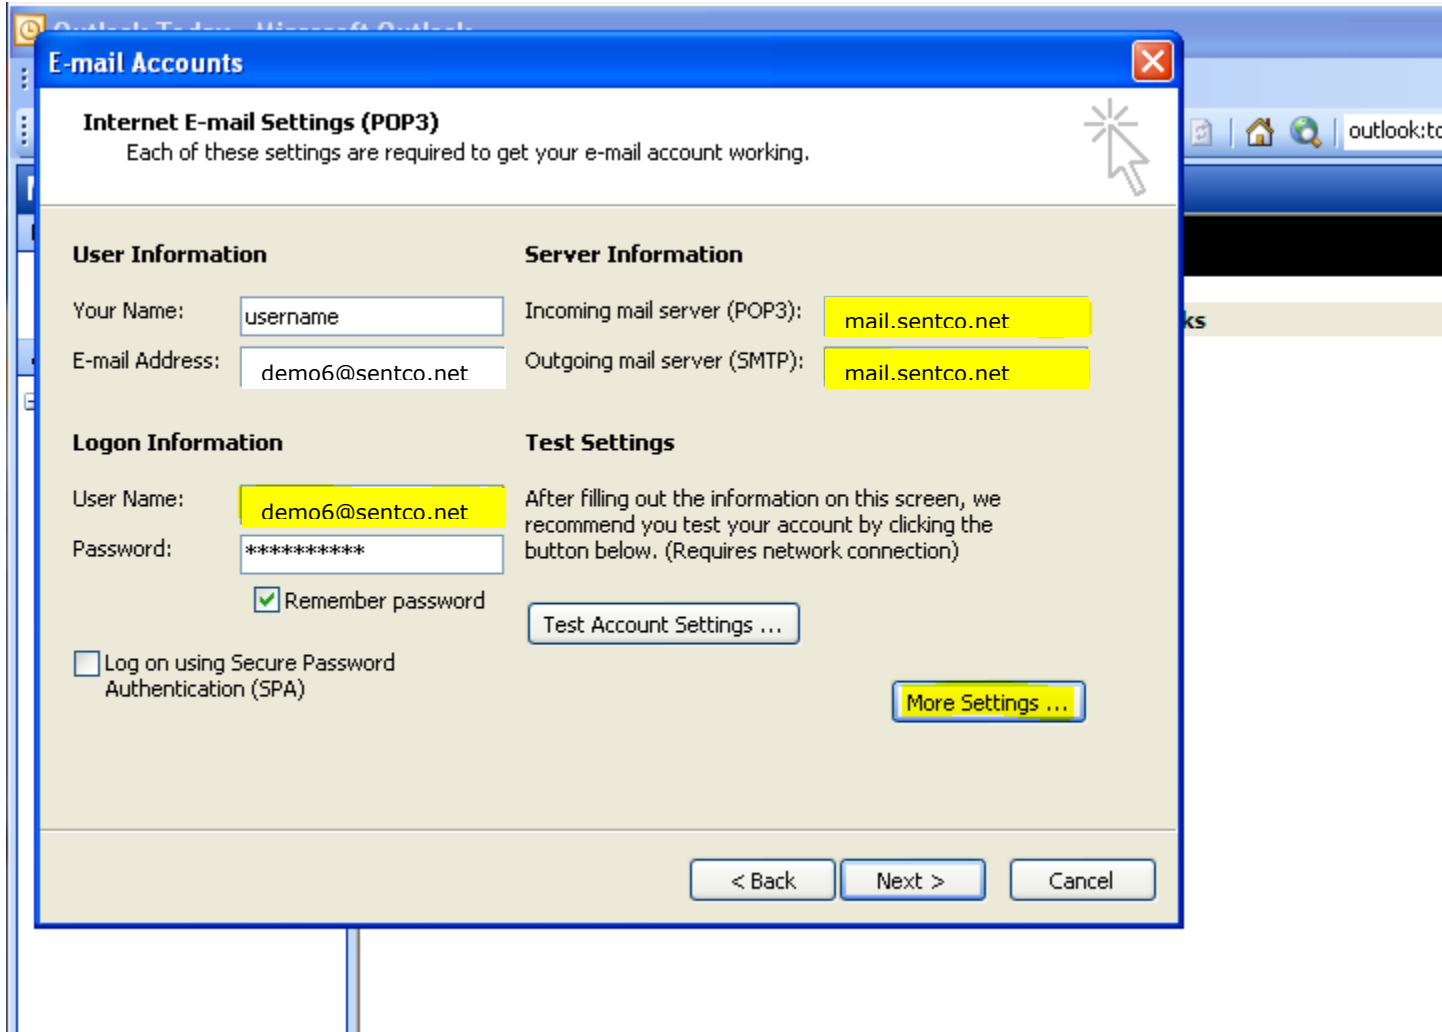 Outlook Today - Microsoft Outlook
E-mail Accounts
Internet E-mail Settings (POP3)
Each of these settings are required to get your e-mail account working.
outlook:to
User Information
Server Information
Your Name:
username
Incoming mail server (POP3):
mail.sentco.net
ks
E-mail Address:
demo6@sentco.net
Outgoing mail server (SMTP):
mail.sentco.net
Logon Information
Test Settings
User Name:
demo6@sentco.net
Password:
**********
Remember password
After filling out the information on this screen, we
recommend you test your account by clicking the
button below. (Requires network connection)
Test Account Settings ...
Log on using Secure Password
Authentication (SPA)
More Settings ...
< Back
Next >
Cancel